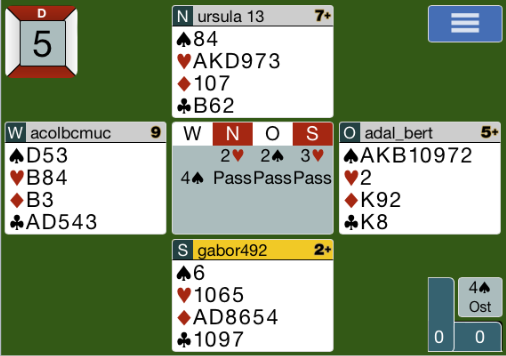 D
5
N ursula 13 7+
♠84
♥AKD973
♦107
♣B62
W acolbcmuc 9
♠D53
♥B84
♦B3
♣AD543
W N O S
2♥ 2♠ 3♥
4♠ Pass Pass Pass
O adal_bert 5+
♠AKB10972
♥2
♦K92
♣K8
S gabor492 2+
♠6
♥1065
♦AD8654
♣1097
4♠
Ost
0 0